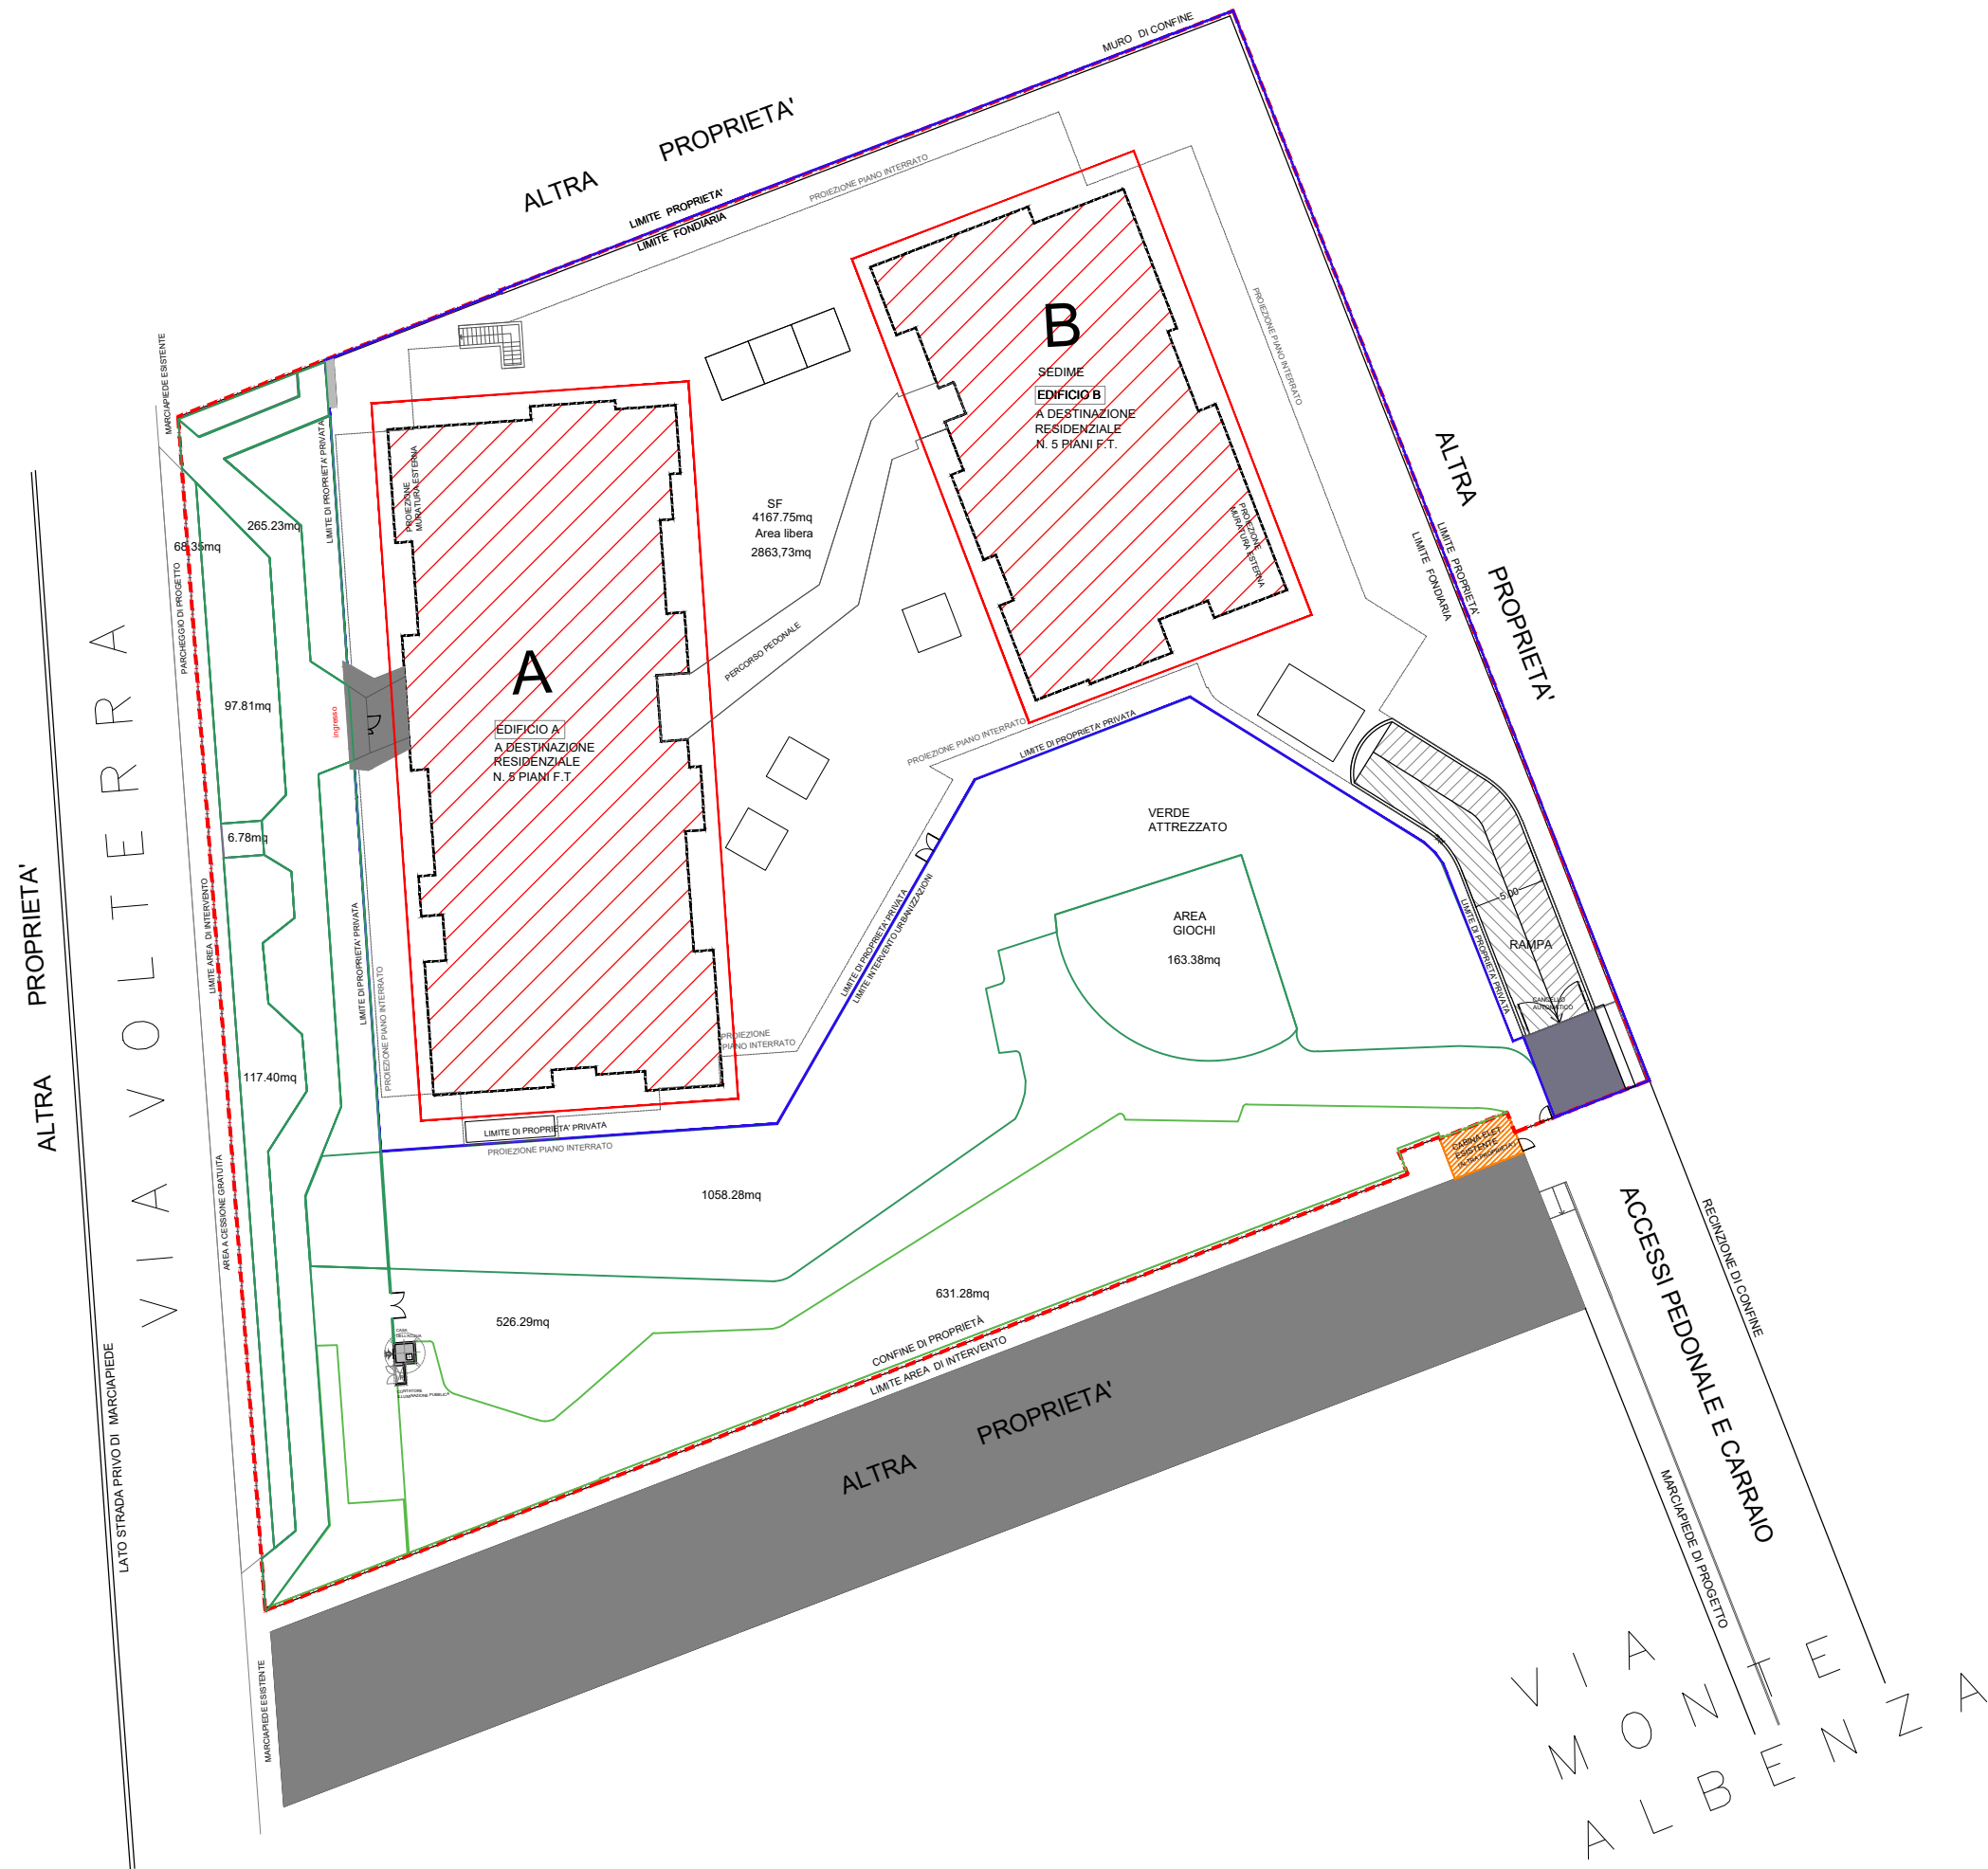 MURO DI CONFINE
ALTRA PROPRIETA'
LIMITE PROPRIETA'
LIMITE FONDIARIA
PROIEZIONE PIANO INTERRATO
MARCIAPIEDE ESISTENTE
B
SEDIME
EDIFICIO B
A DESTINAZIONE
RESIDENZIALE
N. 5 PIANI F.T.
PROIEZIONE PIANO INTERRATO
PROIEZIONE
MURATURA ESTERNA
ALTRA PROPRIETA'
LIMITE PROPRIETA'
LIMITE FONDIARIA
LIMITE DI PROPRIETA' PRIVATA
PROIEZIONE
MURATURA ESTERNA
SF
4167.75mq
Area libera
2863,73mq
265.23mq
68.35mq
PARCHEGGIO DI PROGETTO
PERCORSO PEDONALE
A
EDIFICIO A
A DESTINAZIONE
RESIDENZIALE
N. 5 PIANI F.T
ingresso
97.81mq
6.78mq
117.40mq
VIA VOLTERRA
ALTRA PROPRIETA'
LIMITE AREA DI INTERVENTO
AREA A CESSIONE GRATUITA
LIMITE DI PROPRIETA' PRIVATA
PROIEZIONE PIANO INTERRATO
PROIEZIONE PIANO INTERRATO
LIMITE DI PROPRIETA' PRIVATA
LIMITE DI PROPRIETA' PRIVATA
LIMITE INTERVENTO URBANIZZAZIONI
VERDE
ATTREZZATO
AREA
GIOCHI
163.38mq
5.00
RAMPA
CANCELLO
AUTOMATICO
LIMITE DI PROPRIETA' PRIVATA
PROIEZIONE
PIANO INTERRATO
LIMITE DI PROPRIETA' PRIVATA
PROIEZIONE PIANO INTERRATO
CABINA ELET.
ESISTENTE
1058.28mq
631.28mq
526.29mq
CONFINE DI PROPRIETÀ
LIMITE AREA DI INTERVENTO
ALTRA PROPRIETA'
LATO STRADA PRIVO DI MARCIAPIEDE
MARCIAPIEDE ESISTENTE
ACCESSI PEDONALE E CARRAIO
RECINZIONE DI CONFINE
MARCIAPIEDE DI PROGETTO
VIA
MONTE
ALBENZA